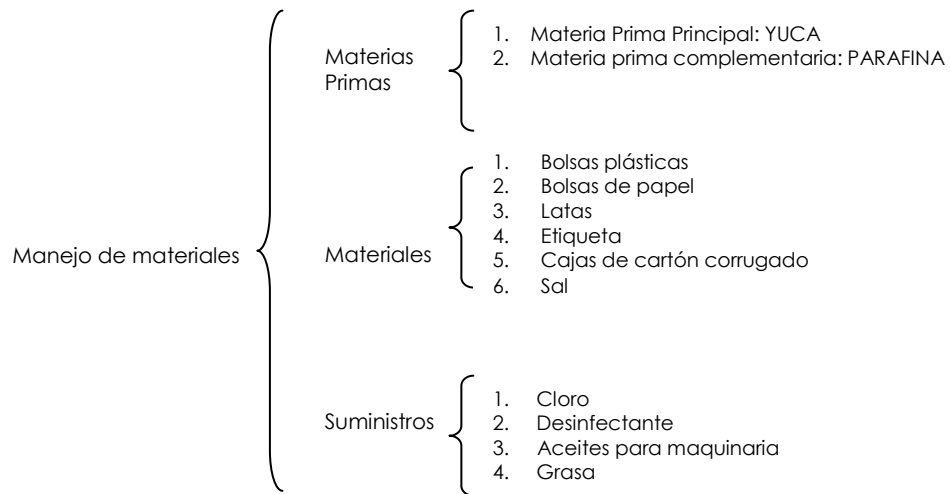 Manejo de materiales
Materias
Primas
1. Materia Prima Principal: YUCA
2. Materia prima complementaria: PARAFINA
Materiales
1. Bolsas plásticas
2. Bolsas de papel
3. Latas
4. Etiqueta
5. Cajas de cartón corrugado
6. Sal
Suministros
1. Cloro
2. Desinfectante
3. Aceites para maquinaria
4. Grasa